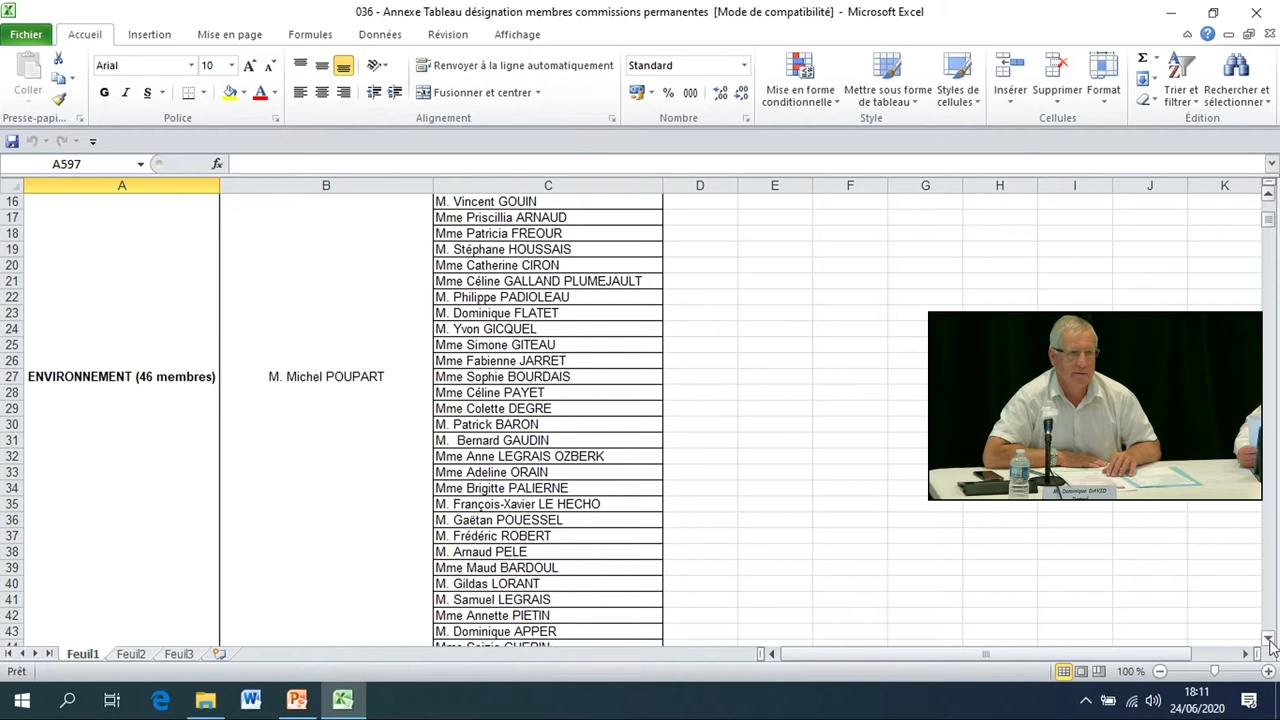 036 - Annexe Tableau désignation membres commissions permanentes [Mode de compatibilité] - Microsoft Excel
Fichier Accueil Insertion Mise en page Formules Données Révision Affichage
Arial 10 Renvoyer à la ligne automatiquement Standard
Coller G I S Fusionner et centrer % 000
Mise en forme conditionnelle Mettre sous forme de tableau Styles de cellules Insérer Supprimer Format Trier et filtrer Rechercher et sélectionner
Presse-papi... Police Alignement Nombre Style Cellules Édition
A597 fx
A B C D E F G H I J K
16 M. Vincent GOUIN
17 Mme Priscillia ARNAUD
18 Mme Patricia FREOUR
19 M. Stéphane HOUSSAIS
20 Mme Catherine CIRON
21 Mme Céline GALLAND PLUMEJAULT
22 M. Philippe PADIOLEAU
23 M. Dominique FLATET
24 M. Yvon GICQUEL
25 Mme Simone GITEAU
26 Mme Fabienne JARRET
27 ENVIRONNEMENT (46 membres) M. Michel POUPART Mme Sophie BOURDAIS
28 Mme Céline PAYET
29 Mme Colette DEGRE
30 M. Patrick BARON
31 M. Bernard GAUDIN
32 Mme Anne LEGRAIS OZBERK
33 Mme Adeline ORAIN
34 Mme Brigitte PALIERNE
35 M. François-Xavier LE HECHO
36 M. Gaëtan POUESSEL
37 M. Frédéric ROBERT
38 M. Arnaud PELE
39 Mme Maud BARDOUL
40 M. Gildas LORANT
41 M. Samuel LEGRAIS
42 Mme Annette PIETIN
43 M. Dominique APPER
M. Dominique DAVID
Feuil1 Feuil2 Feuil3
Prêt 100 %
18:11
24/06/2020